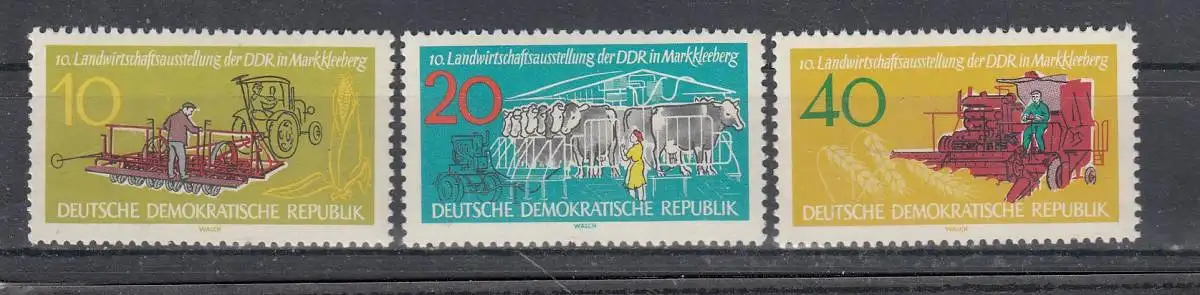 10. Landwirtschaftsausstellung der DDR in Markkleeberg
10
DEUTSCHE DEMOKRATISCHE REPUBLIK
WALCH
10. Landwirtschaftsausstellung der DDR in Markkleeberg
20
DEUTSCHE DEMOKRATISCHE REPUBLIK
WALCH
10. Landwirtschaftsausstellung der DDR in Markkleeberg
40
DEUTSCHE DEMOKRATISCHE REPUBLIK
WALCH